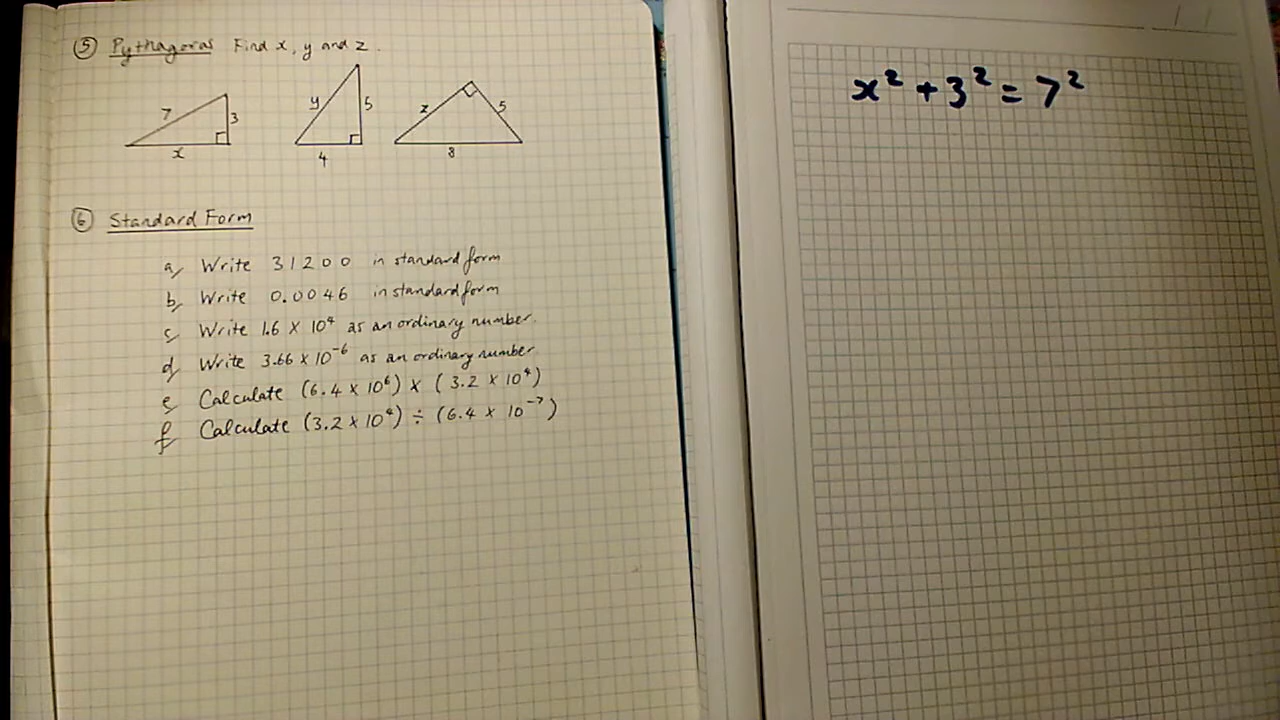 ⑤ Pythagoras Find x, y and z.
7 3 x
y 5 4
z 5 8
⑥ Standard Form
a, Write 31200 in standard form
b, Write 0.0046 in standard form
c, Write 1.6 × 10⁴ as an ordinary number.
d, Write 3.66 × 10⁻⁶ as an ordinary number
e, Calculate (6.4 × 10⁶) × (3.2 × 10⁴)
f, Calculate (3.2 × 10⁴) ÷ (6.4 × 10⁻⁷)
x² + 3² = 7²